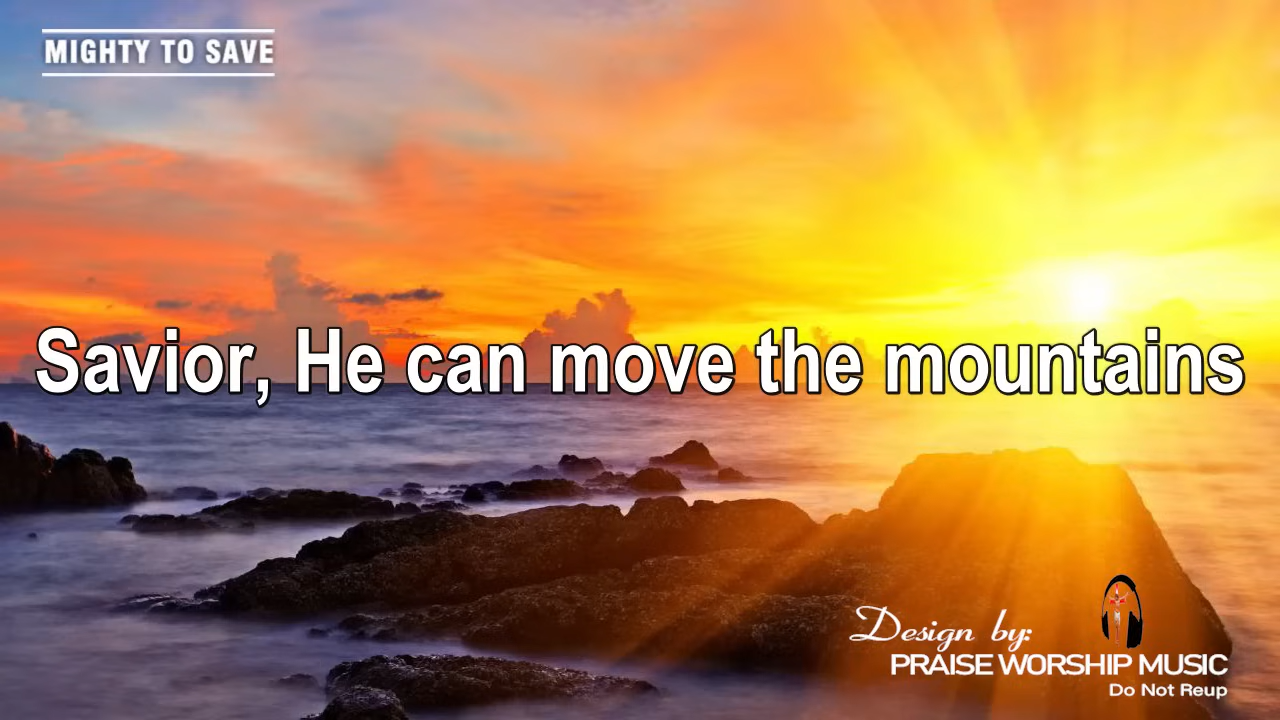 MIGHTY TO SAVE
Savior, He can move the mountains
Design by:
PRAISE WORSHIP MUSIC
Do Not Reup